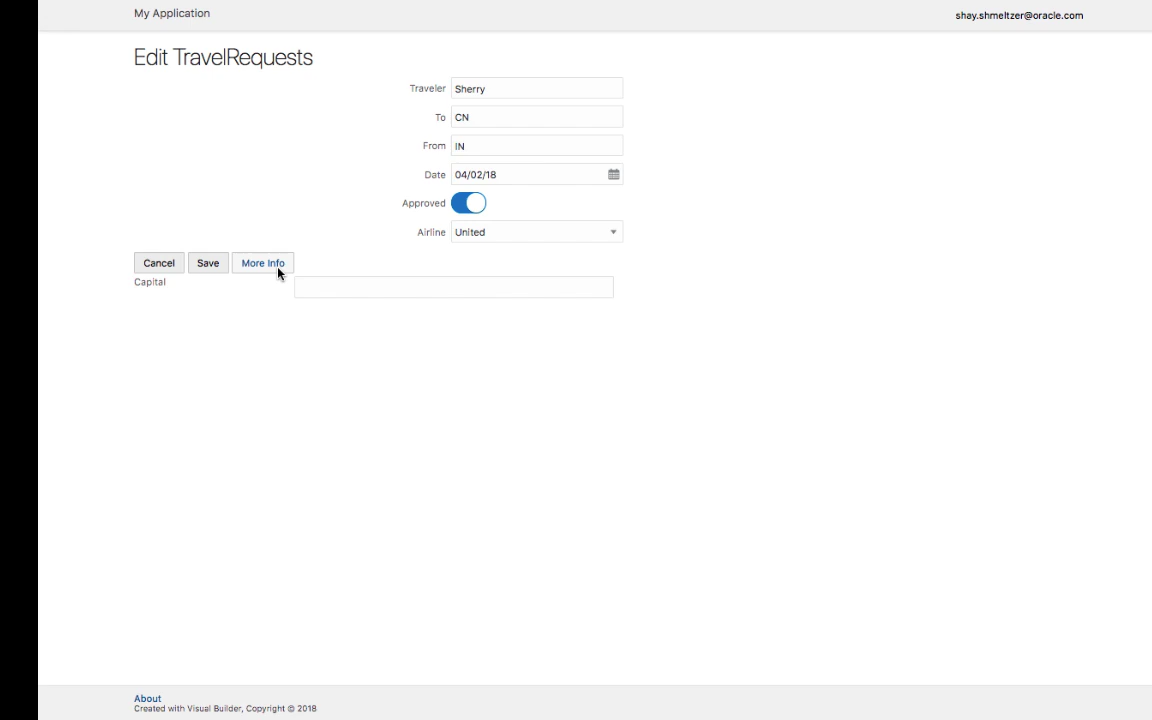 My Application
shay.shmeltzer@oracle.com
Edit TravelRequests
Traveler Sherry
To CN
From IN
Date 04/02/18
Approved
Airline United
Cancel Save More Info
Capital
About
Created with Visual Builder, Copyright © 2018